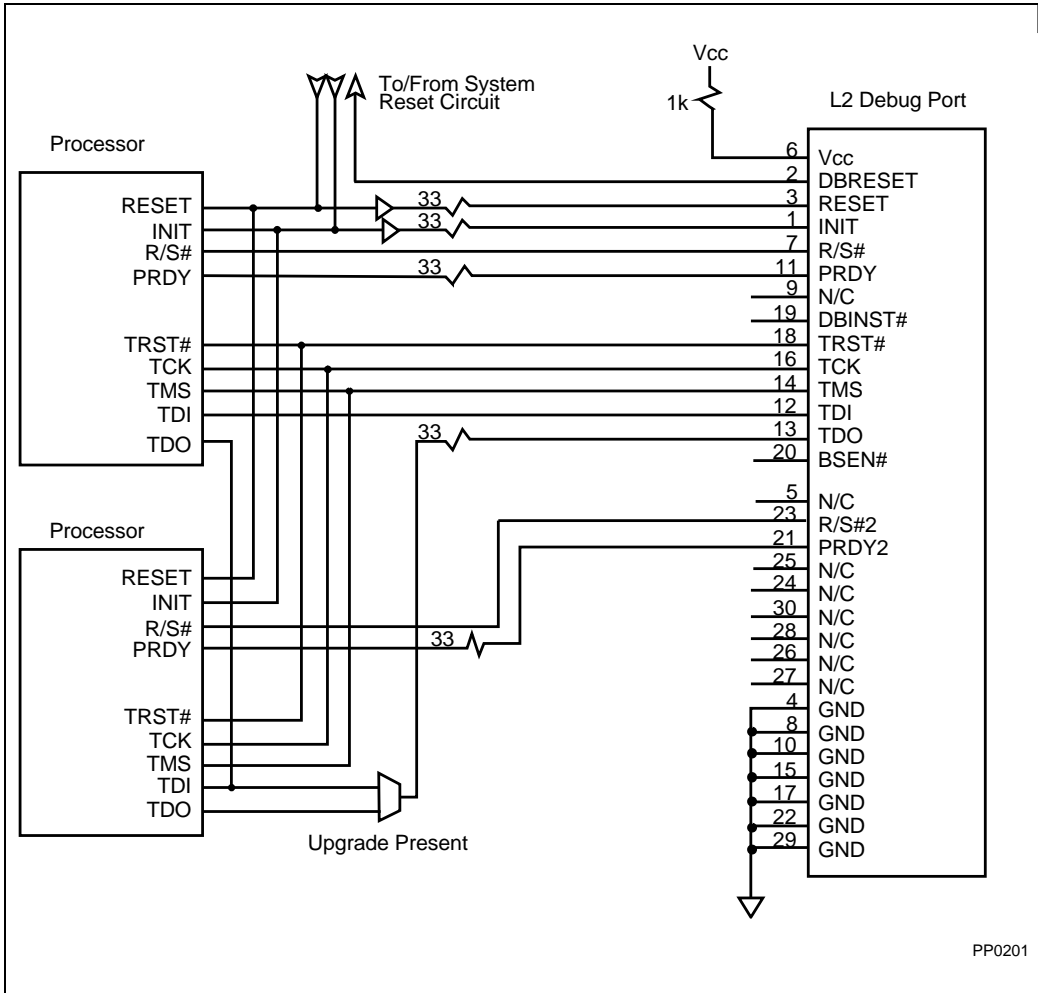 Vcc
To/From System
Reset Circuit
1k
L2 Debug Port
Processor
6 Vcc
2 DBRESET
RESET 33 3 RESET
INIT 33 1 INIT
R/S# 7 R/S#
PRDY 33 11 PRDY
9 N/C
19 DBINST#
TRST# 18 TRST#
TCK 16 TCK
TMS 14 TMS
TDI 12 TDI
TDO 33 13 TDO
20 BSEN#
5 N/C
Processor
23 R/S#2
21 PRDY2
25 N/C
RESET
24 N/C
INIT
30 N/C
R/S#
28 N/C
PRDY 33
26 N/C
27 N/C
4 GND
TRST#
8 GND
TCK
10 GND
TMS
15 GND
TDI
17 GND
TDO
22 GND
Upgrade Present
29 GND
PP0201